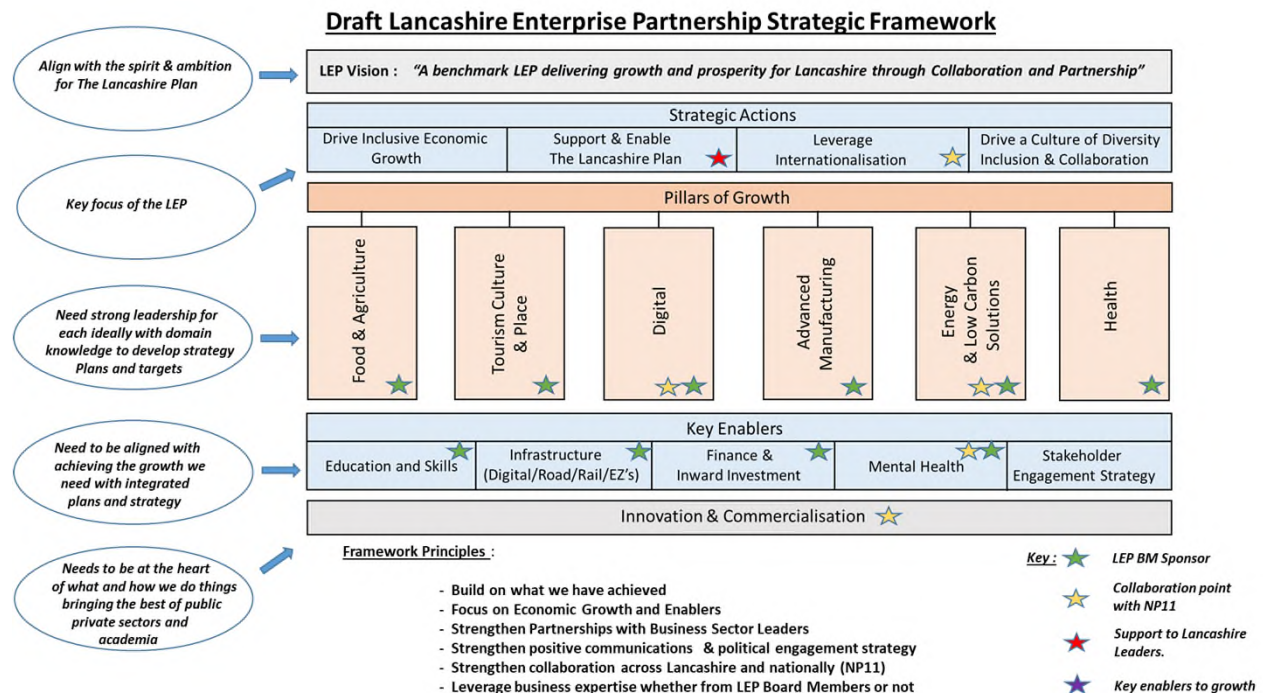 Draft Lancashire Enterprise Partnership Strategic Framework
Align with the spirit & ambition
for The Lancashire Plan
LEP Vision : “A benchmark LEP delivering growth and prosperity for Lancashire through Collaboration and Partnership”
Strategic Actions
Drive Inclusive Economic
Growth
Support & Enable
The Lancashire Plan
Leverage
Internationalisation
Drive a Culture of Diversity
Inclusion & Collaboration
Key focus of the LEP
Pillars of Growth
Need strong leadership for
each ideally with domain
knowledge to develop strategy
Plans and targets
Food & Agriculture
Tourism Culture
& Place
Digital
Advanced
Manufacturing
Energy
& Low Carbon
Solutions
Health
Need to be aligned with
achieving the growth we
need with integrated
plans and strategy
Key Enablers
Education and Skills
Infrastructure
(Digital/Road/Rail/EZ’s)
Finance &
Inward Investment
Mental Health
Stakeholder
Engagement Strategy
Innovation & Commercialisation
Needs to be at the heart
of what and how we do things
bringing the best of public
private sectors and
academia
Framework Principles :
- Build on what we have achieved
- Focus on Economic Growth and Enablers
- Strengthen Partnerships with Business Sector Leaders
- Strengthen positive communications & political engagement strategy
- Strengthen collaboration across Lancashire and nationally (NP11)
- Leverage business expertise whether from LEP Board Members or not
Key :
LEP BM Sponsor
Collaboration point
with NP11
Support to Lancashire
Leaders.
Key enablers to growth